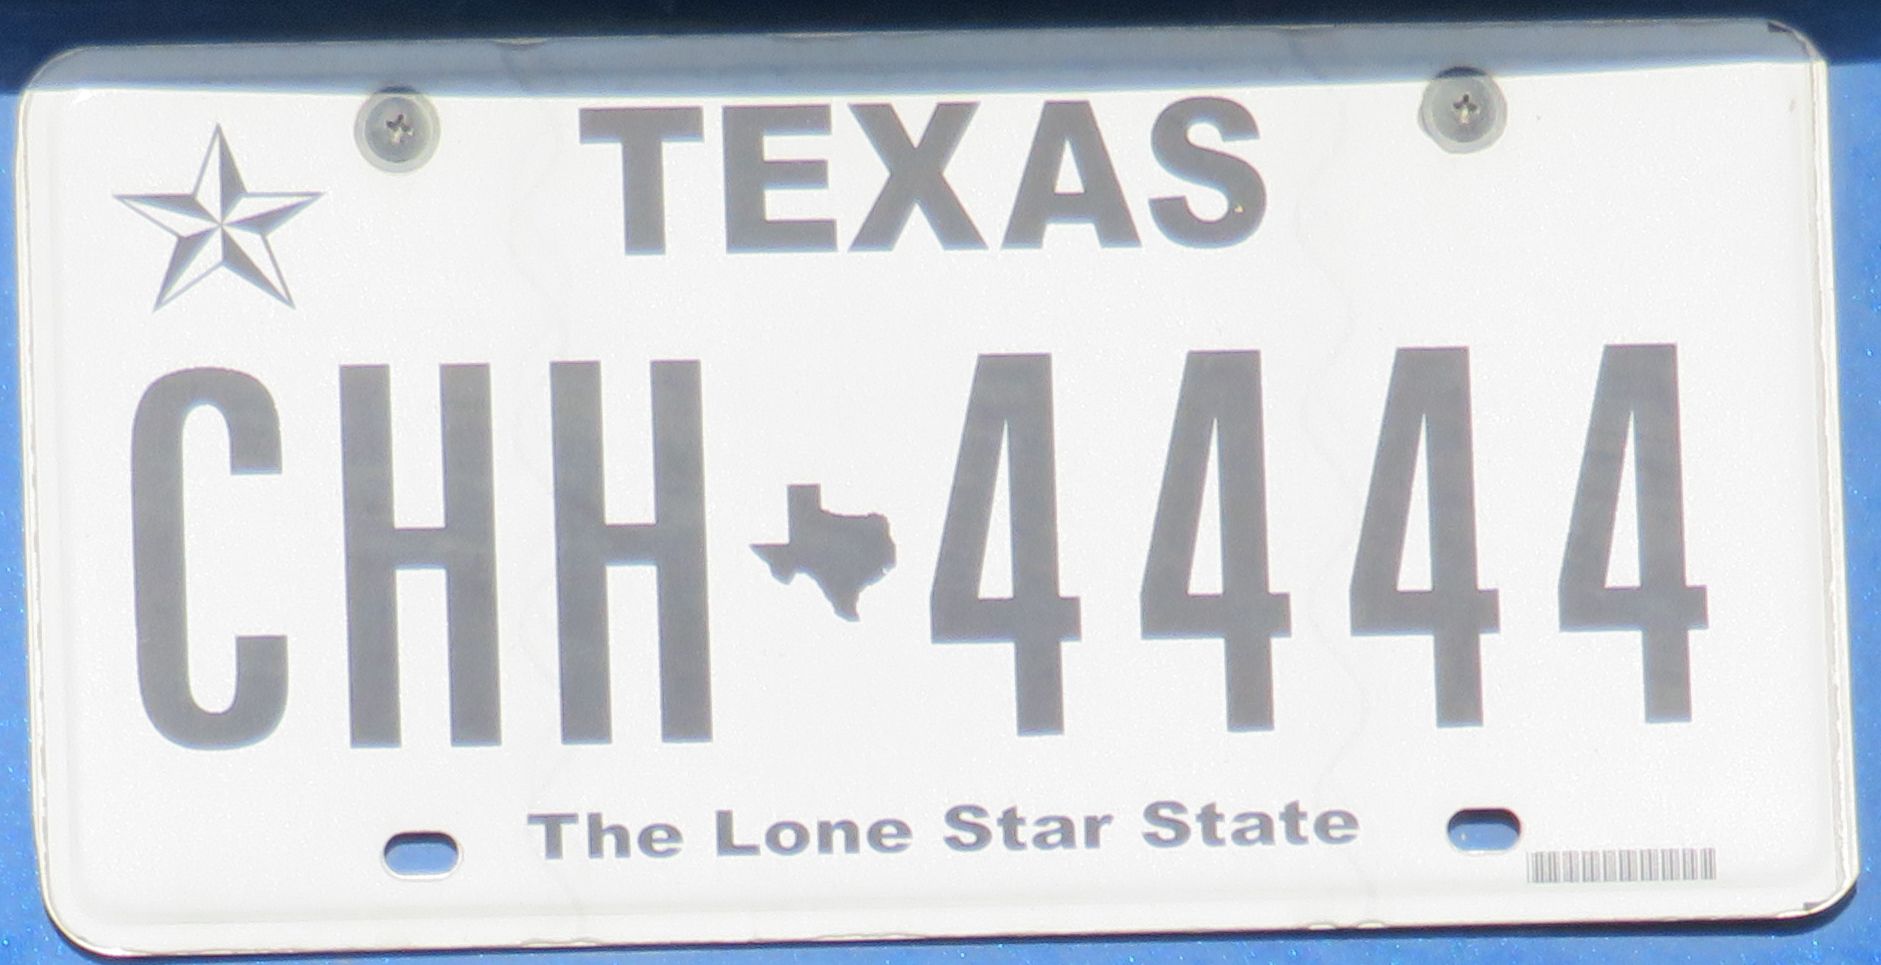 TEXAS
CHH 4444
The Lone Star State